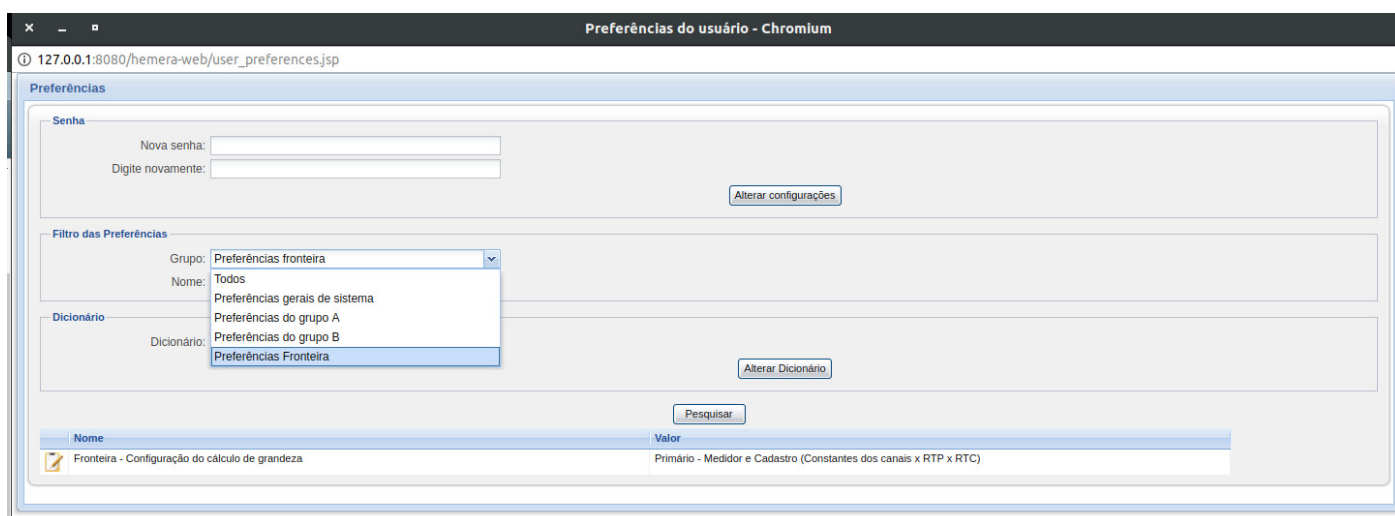 Preferências do usuário - Chromium
127.0.0.1:8080/hemera-web/user_preferences.jsp
Preferências
Senha
Nova senha:
Digite novamente:
Alterar configurações
Filtro das Preferências
Grupo: Preferências fronteira
Nome: Todos
Preferências gerais de sistema
Dicionário Preferências do grupo A
Dicionário: Preferências do grupo B
Preferências Fronteira
Alterar Dicionário
Pesquisar
Nome Valor
Fronteira - Configuração do cálculo de grandeza Primário - Medidor e Cadastro (Constantes dos canais x RTP x RTC)